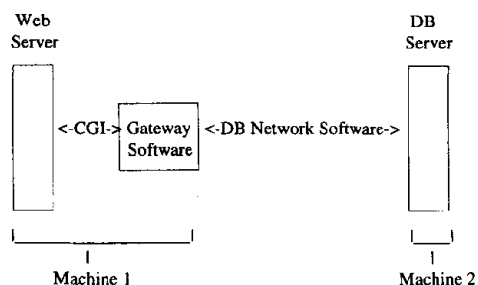 Web
Server
DB
Server
<-CGI-> Gateway
Software
<-DB Network Software->
Machine 1
Machine 2